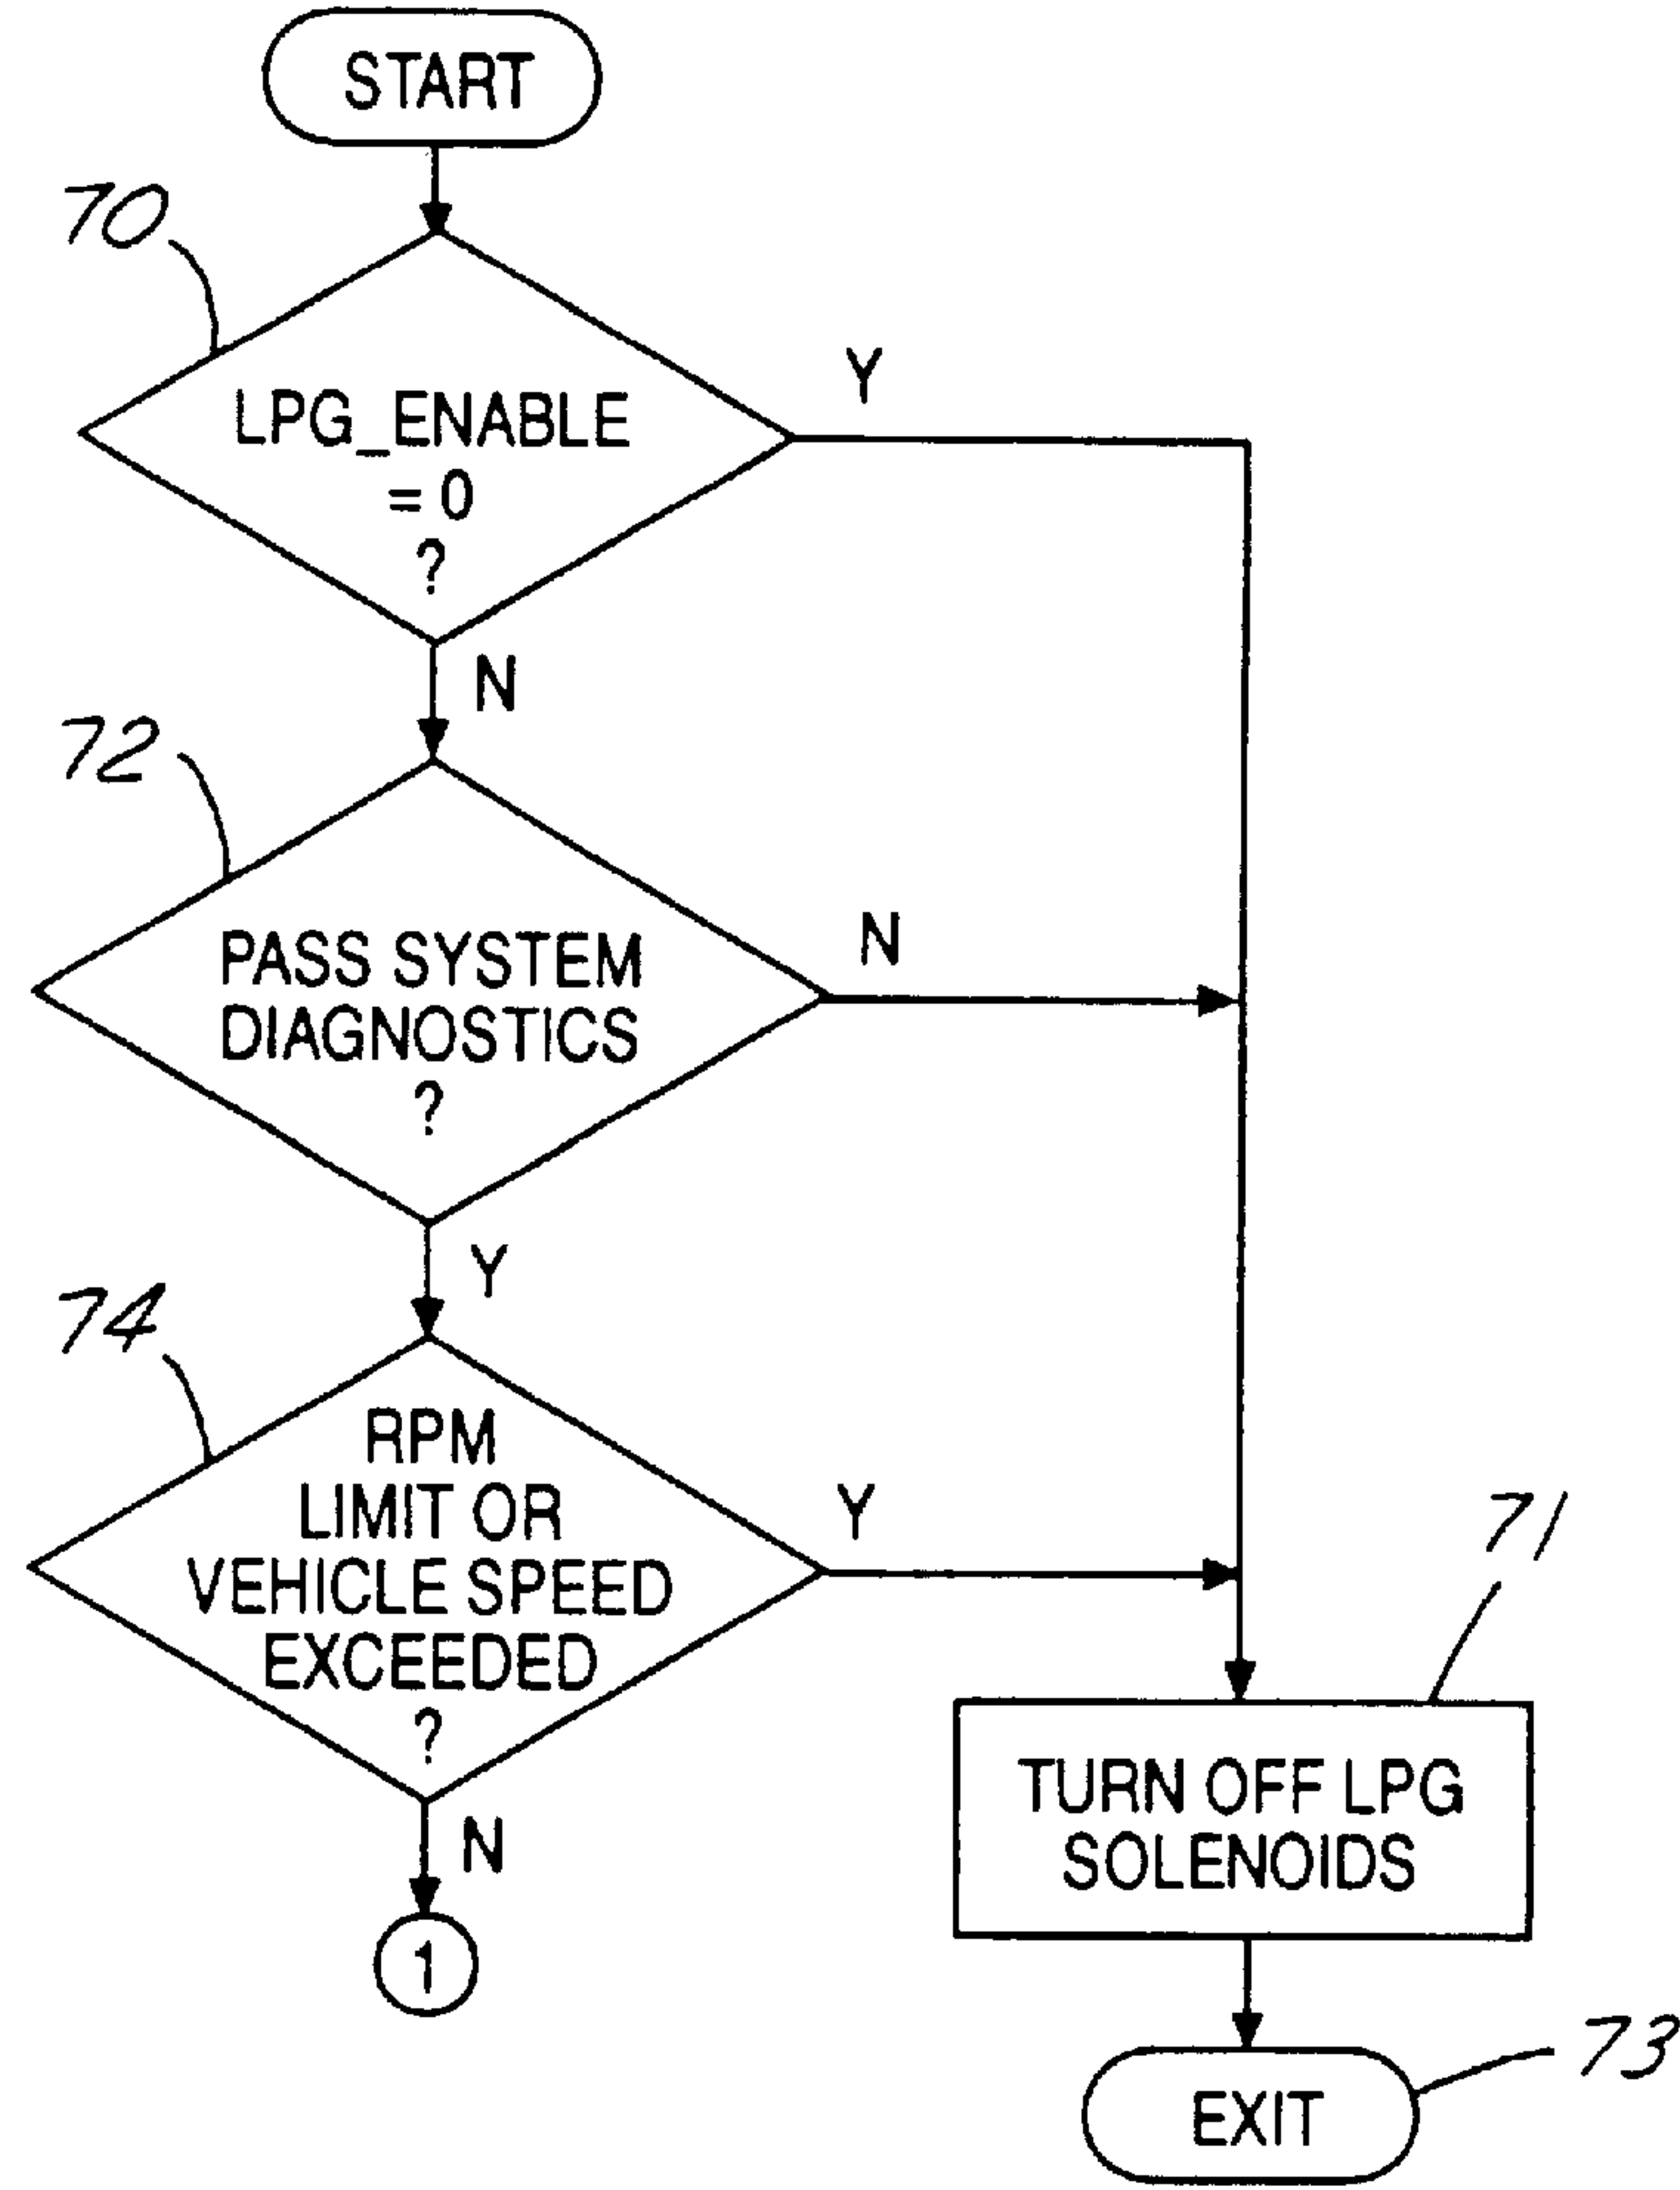 START
70
LPG_ENABLE
= 0
?
Y
N
72
PASS SYSTEM
DIAGNOSTICS
?
N
Y
74
RPM
LIMIT OR
VEHICLE SPEED
EXCEEDED
?
Y
N
1
71
TURN OFF LPG
SOLENOIDS
EXIT
73